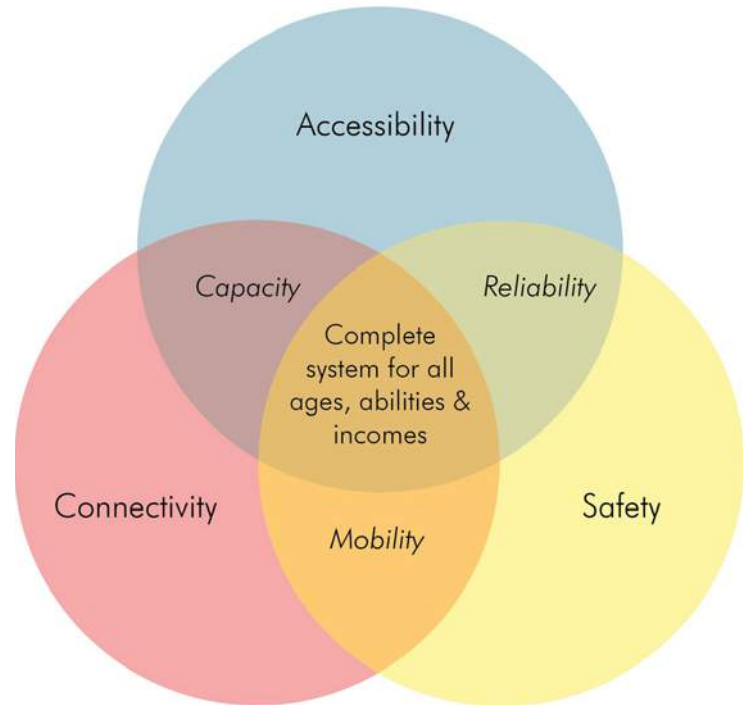 Accessibility
Capacity
Reliability
Complete
system for all
ages, abilities &
incomes
Connectivity
Safety
Mobility